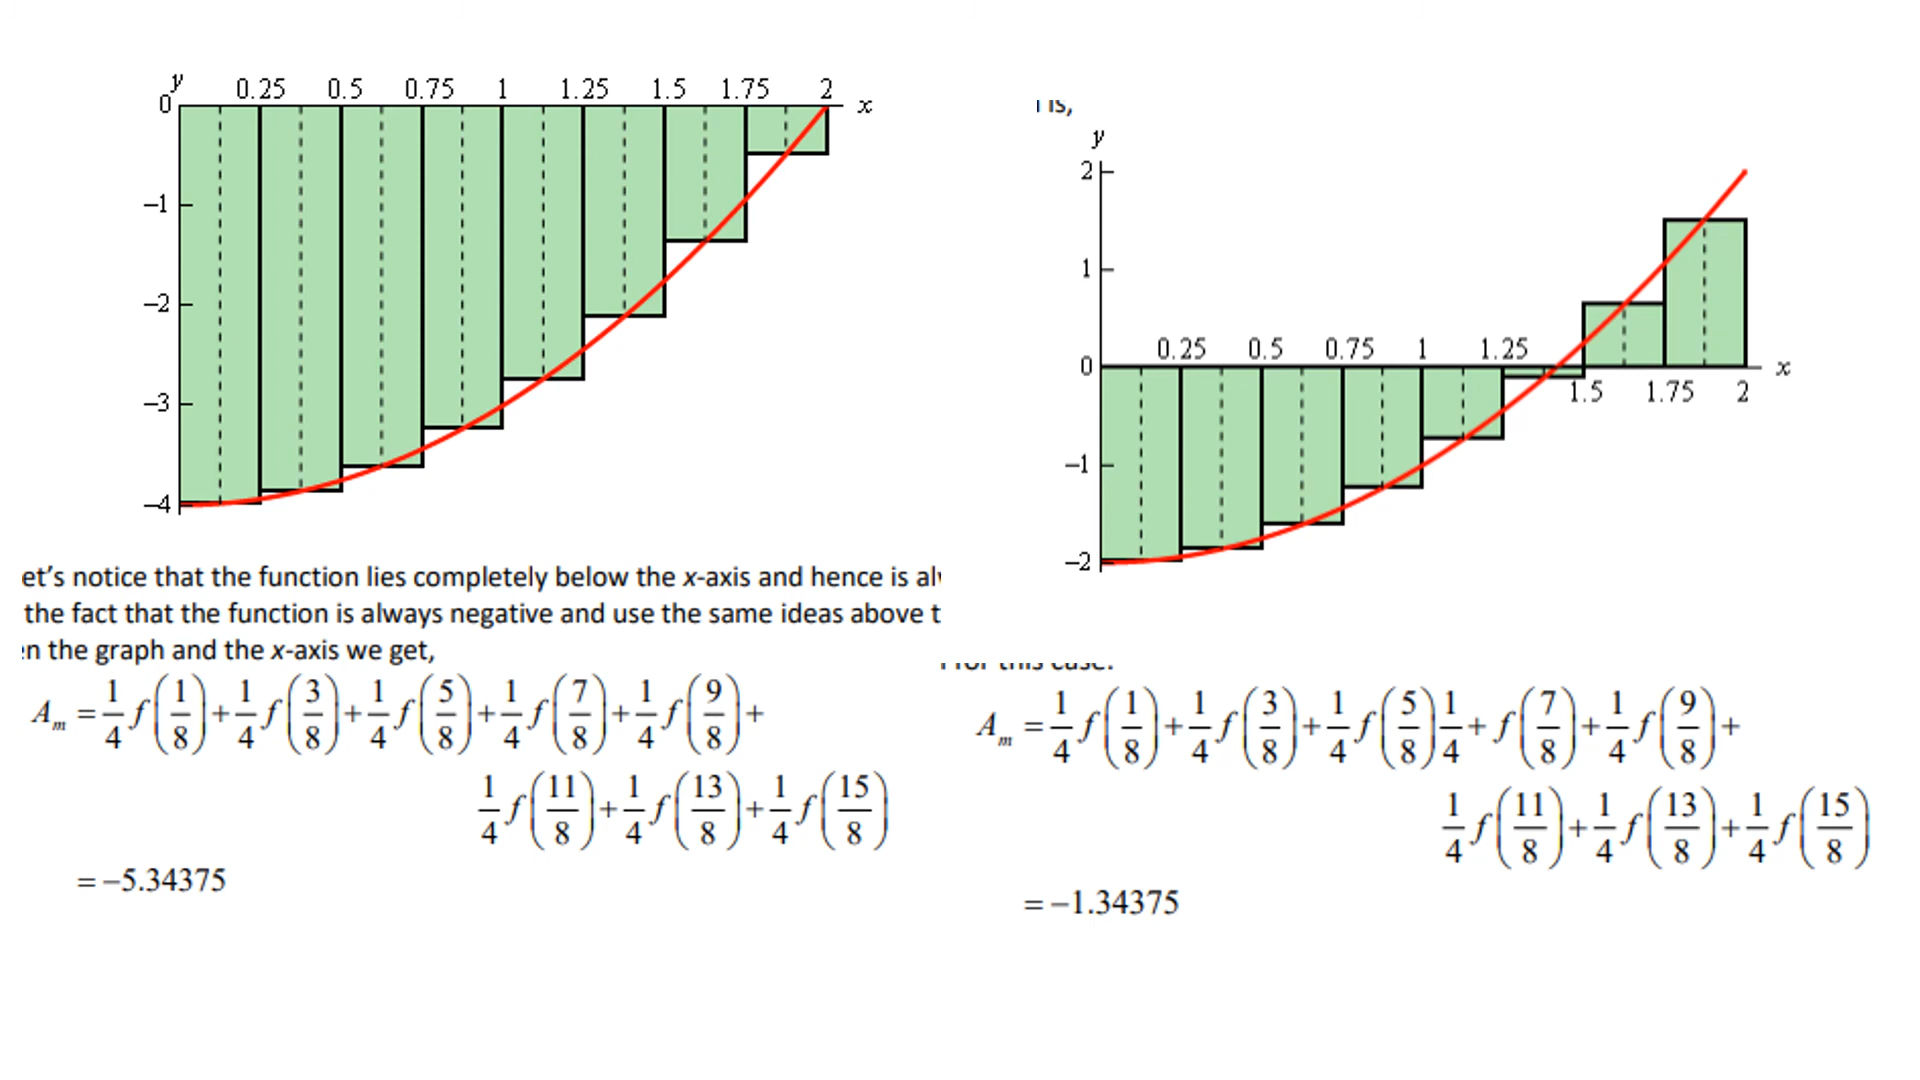 y
0 0.25 0.5 0.75 1 1.25 1.5 1.75 2 x
−1
−2
−3
−4
et’s notice that the function lies completely below the x-axis and hence is al
the fact that the function is always negative and use the same ideas above t
n the graph and the x-axis we get,
A_m = 1/4 f(1/8) + 1/4 f(3/8) + 1/4 f(5/8) + 1/4 f(7/8) + 1/4 f(9/8) +
1/4 f(11/8) + 1/4 f(13/8) + 1/4 f(15/8)
= −5.34375
is,
y
2
1
0 0.25 0.5 0.75 1 1.25 x
1.5 1.75 2
−1
−2
for this case.
A_m = 1/4 f(1/8) + 1/4 f(3/8) + 1/4 f(5/8) 1/4 + f(7/8) + 1/4 f(9/8) +
1/4 f(11/8) + 1/4 f(13/8) + 1/4 f(15/8)
= −1.34375